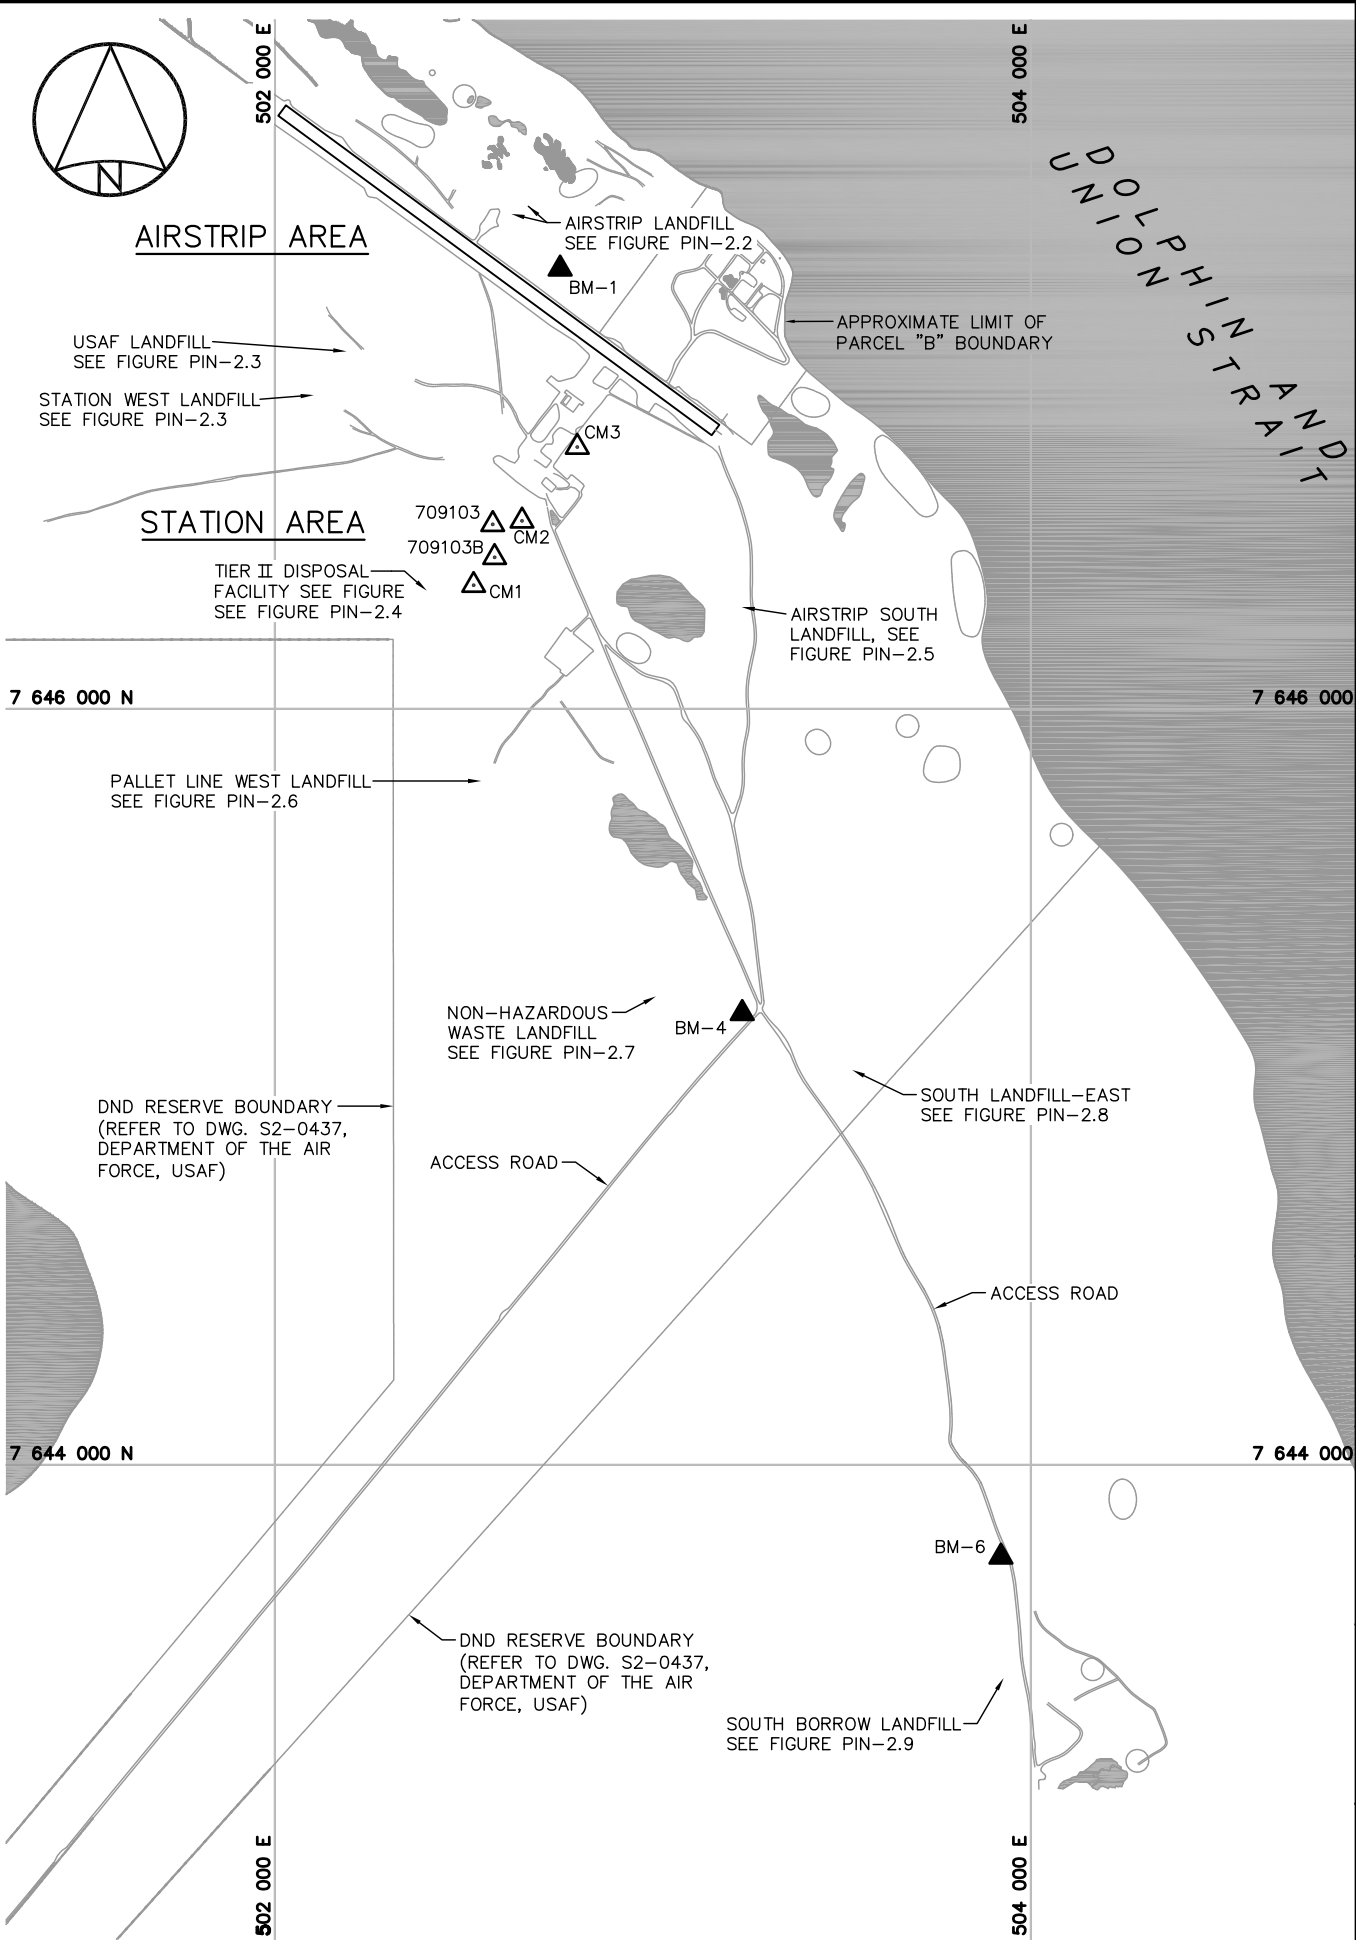 502 000 E
504 000 E
N
DOLPHIN AND
UNION STRAIT
AIRSTRIP AREA
AIRSTRIP LANDFILL
SEE FIGURE PIN-2.2
BM-1
APPROXIMATE LIMIT OF
PARCEL "B" BOUNDARY
USAF LANDFILL
SEE FIGURE PIN-2.3
STATION WEST LANDFILL
SEE FIGURE PIN-2.3
CM3
STATION AREA
709103
CM2
709103B
CM1
TIER II DISPOSAL
FACILITY SEE FIGURE
SEE FIGURE PIN-2.4
AIRSTRIP SOUTH
LANDFILL, SEE
FIGURE PIN-2.5
7 646 000 N
7 646 000
PALLET LINE WEST LANDFILL
SEE FIGURE PIN-2.6
NON-HAZARDOUS
WASTE LANDFILL
SEE FIGURE PIN-2.7
BM-4
SOUTH LANDFILL-EAST
SEE FIGURE PIN-2.8
DND RESERVE BOUNDARY
(REFER TO DWG. S2-0437,
DEPARTMENT OF THE AIR
FORCE, USAF)
ACCESS ROAD
ACCESS ROAD
7 644 000 N
7 644 000
BM-6
DND RESERVE BOUNDARY
(REFER TO DWG. S2-0437,
DEPARTMENT OF THE AIR
FORCE, USAF)
SOUTH BORROW LANDFILL
SEE FIGURE PIN-2.9
502 000 E
504 000 E